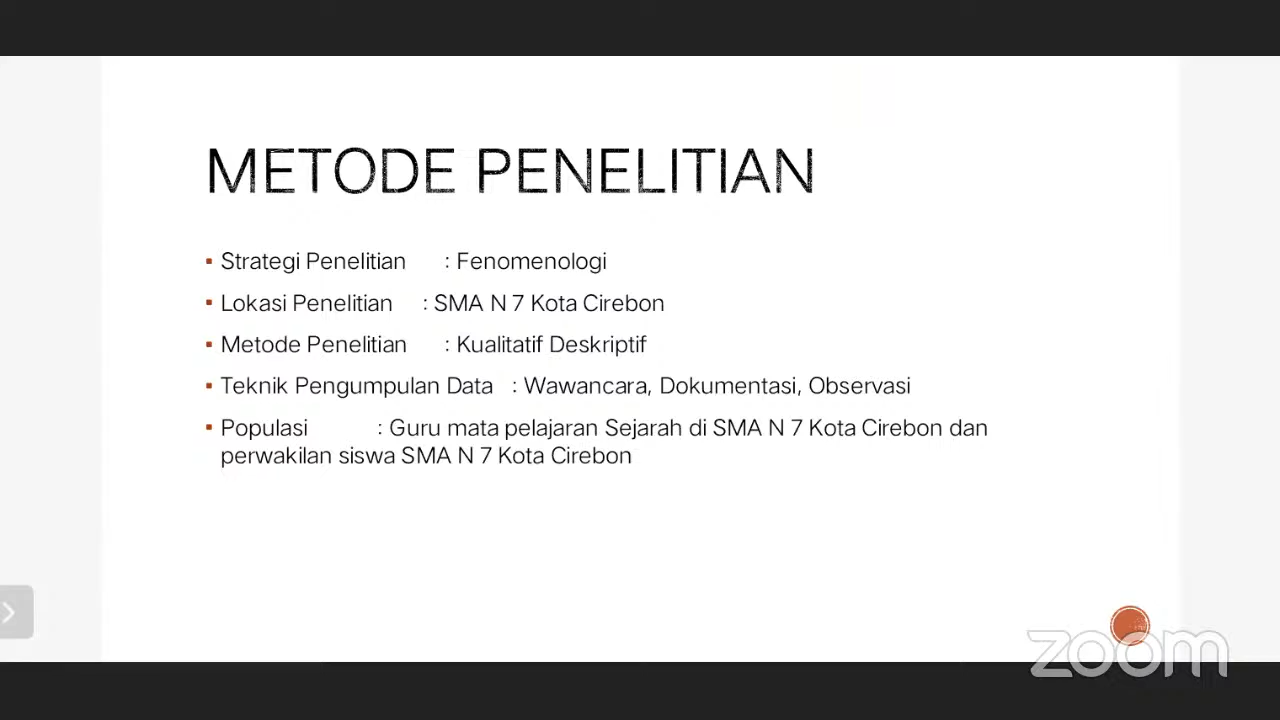 METODE PENELITIAN
▪ Strategi Penelitian : Fenomenologi
▪ Lokasi Penelitian : SMA N 7 Kota Cirebon
▪ Metode Penelitian : Kualitatif Deskriptif
▪ Teknik Pengumpulan Data : Wawancara, Dokumentasi, Observasi
▪ Populasi : Guru mata pelajaran Sejarah di SMA N 7 Kota Cirebon dan
perwakilan siswa SMA N 7 Kota Cirebon
zoom